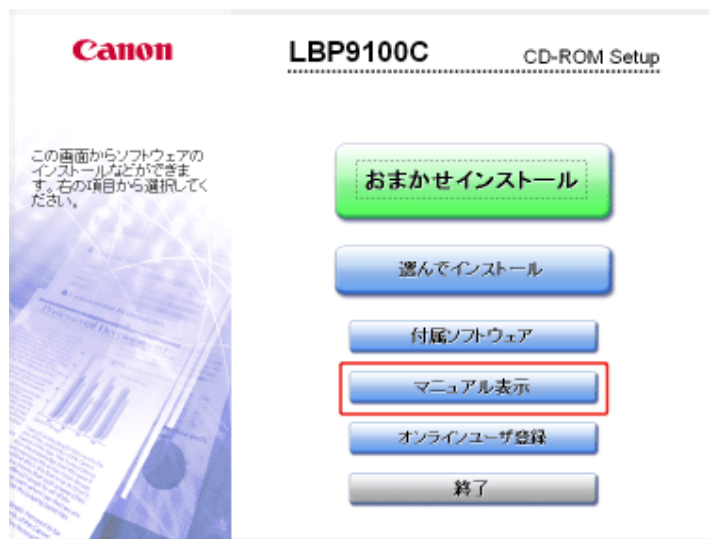 Canon
LBP9100C
CD-ROM Setup
この画面からソフトウェアの
インストールなどができま
す。右の項目から選択してく
ださい。
おまかせインストール
選んでインストール
付属ソフトウェア
マニュアル表示
オンラインユーザ登録
終了
Professional Development